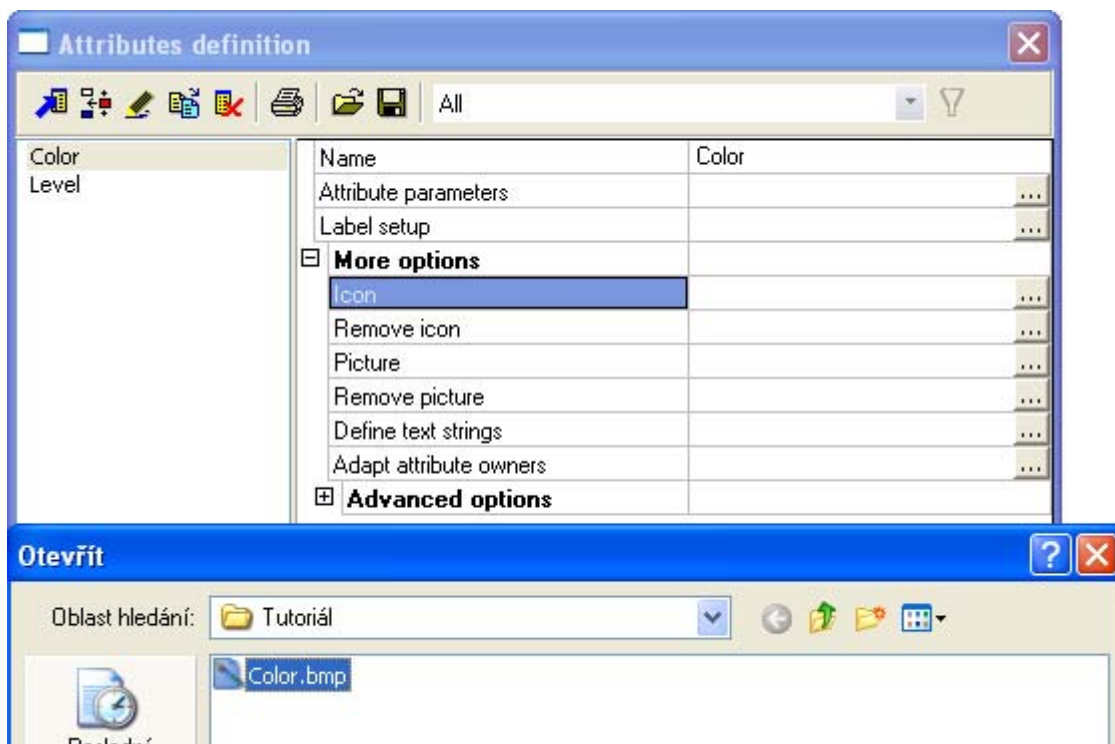 Attributes definition
All
Color
Level
Name Color
Attribute parameters ...
Label setup ...
More options
Icon ...
Remove icon ...
Picture ...
Remove picture ...
Define text strings ...
Adapt attribute owners ...
Advanced options
Otevřít
Oblast hledání: Tutoriál
Color.bmp